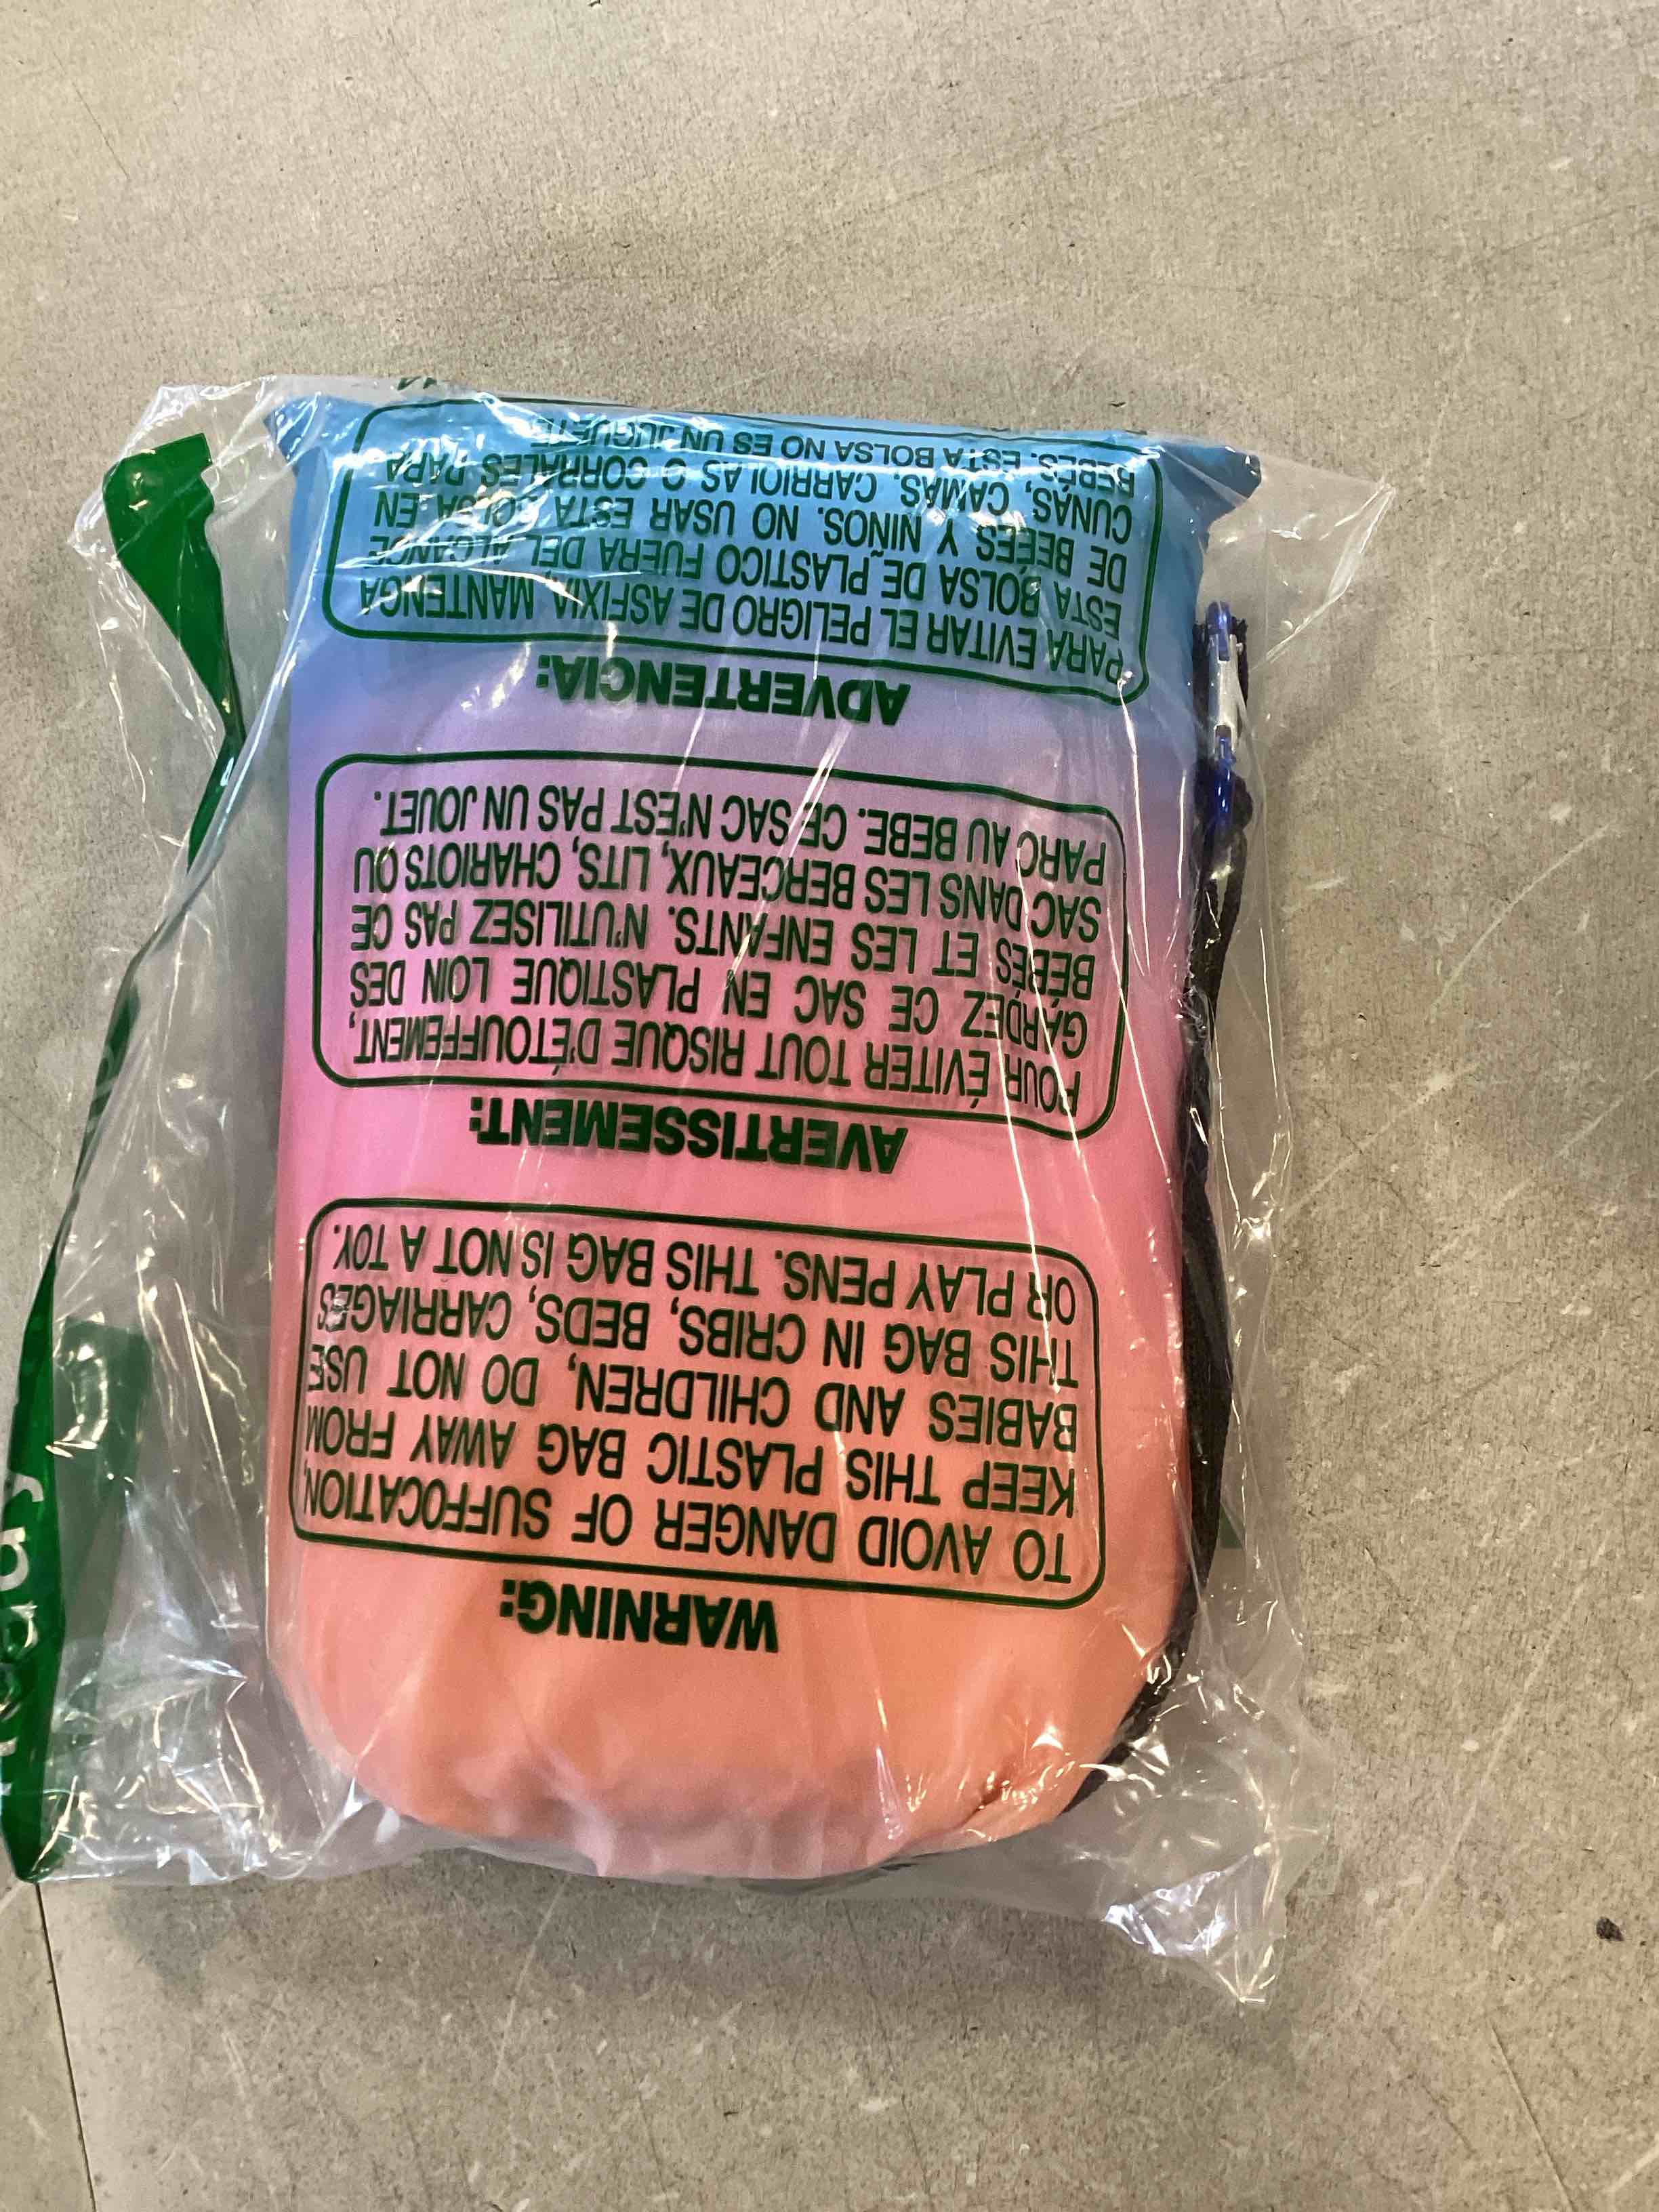 WARNING:
TO AVOID DANGER OF SUFFOCATION,
KEEP THIS PLASTIC BAG AWAY FROM
BABIES AND CHILDREN, DO NOT USE
THIS BAG IN CRIBS, BEDS, CARRIAGES
OR PLAY PENS. THIS BAG IS NOT A TOY.
AVERTISSEMENT:
POUR ÉVITER TOUT RISQUE D'ÉTOUFFEMENT,
GARDEZ CE SAC EN PLASTIQUE LOIN DES
BÉBÉS ET LES ENFANTS. N'UTILISEZ PAS CE
SAC DANS LES BERCEAUX, LITS, CHARIOTS OU
PARC AU BEBE. CE SAC N'EST PAS UN JOUET.
ADVERTENCIA:
PARA EVITAR EL PELIGRO DE ASFIXIA, MANTENGA
ESTA BOLSA DE PLASTICO FUERA DEL ALCANCE
DE BEBÉS Y NIÑOS. NO USAR ESTA BOLSA EN
CUNAS, CAMAS, CARRIOLAS O CORRALES PARA
BEBÉS. ESTA BOLSA NO ES UN JUGUETE.